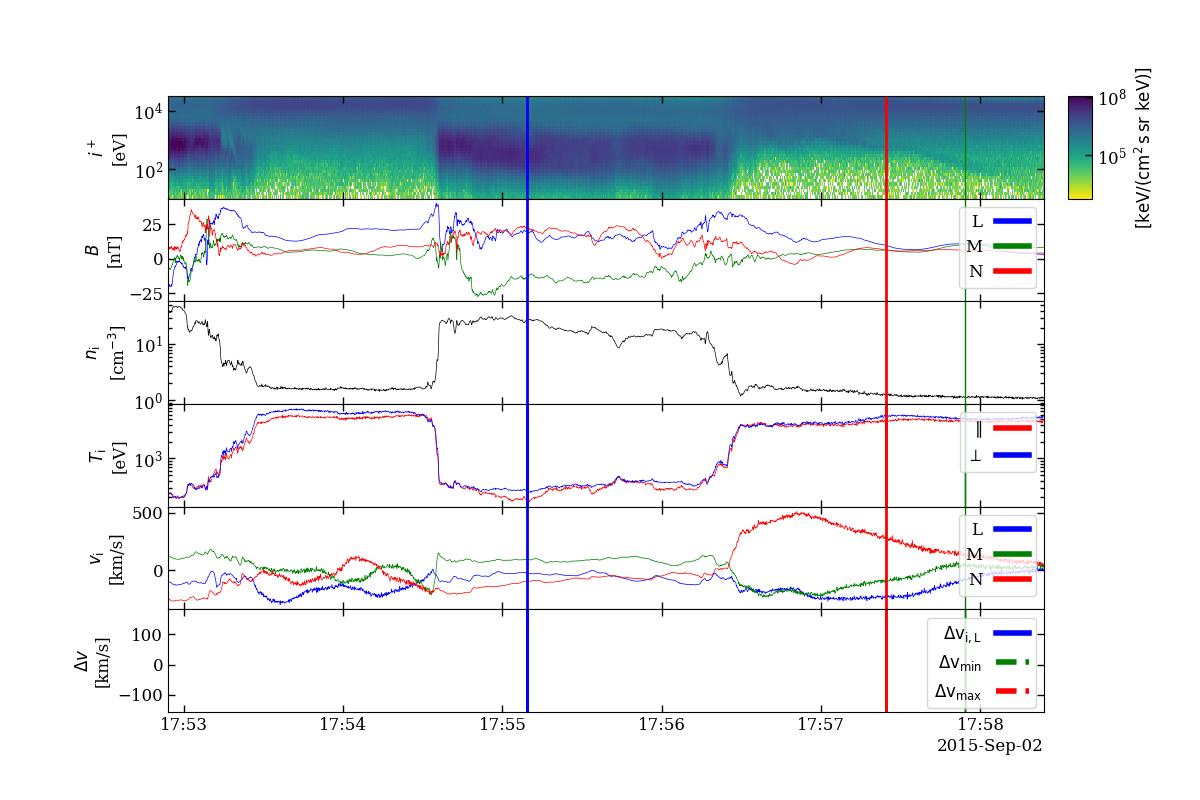 10⁴
10²
i⁺
[eV]
10⁸
10⁵
[keV/(cm² s sr keV)]
25
0
−25
B
[nT]
L
M
N
10¹
10⁰
nᵢ
[cm⁻³]
10³
Tᵢ
[eV]
∥
⊥
500
0
vᵢ
[km/s]
L
M
N
100
0
−100
Δv
[km/s]
Δvi,L
Δvmin
Δvmax
17:53 17:54 17:55 17:56 17:57 17:58
2015-Sep-02